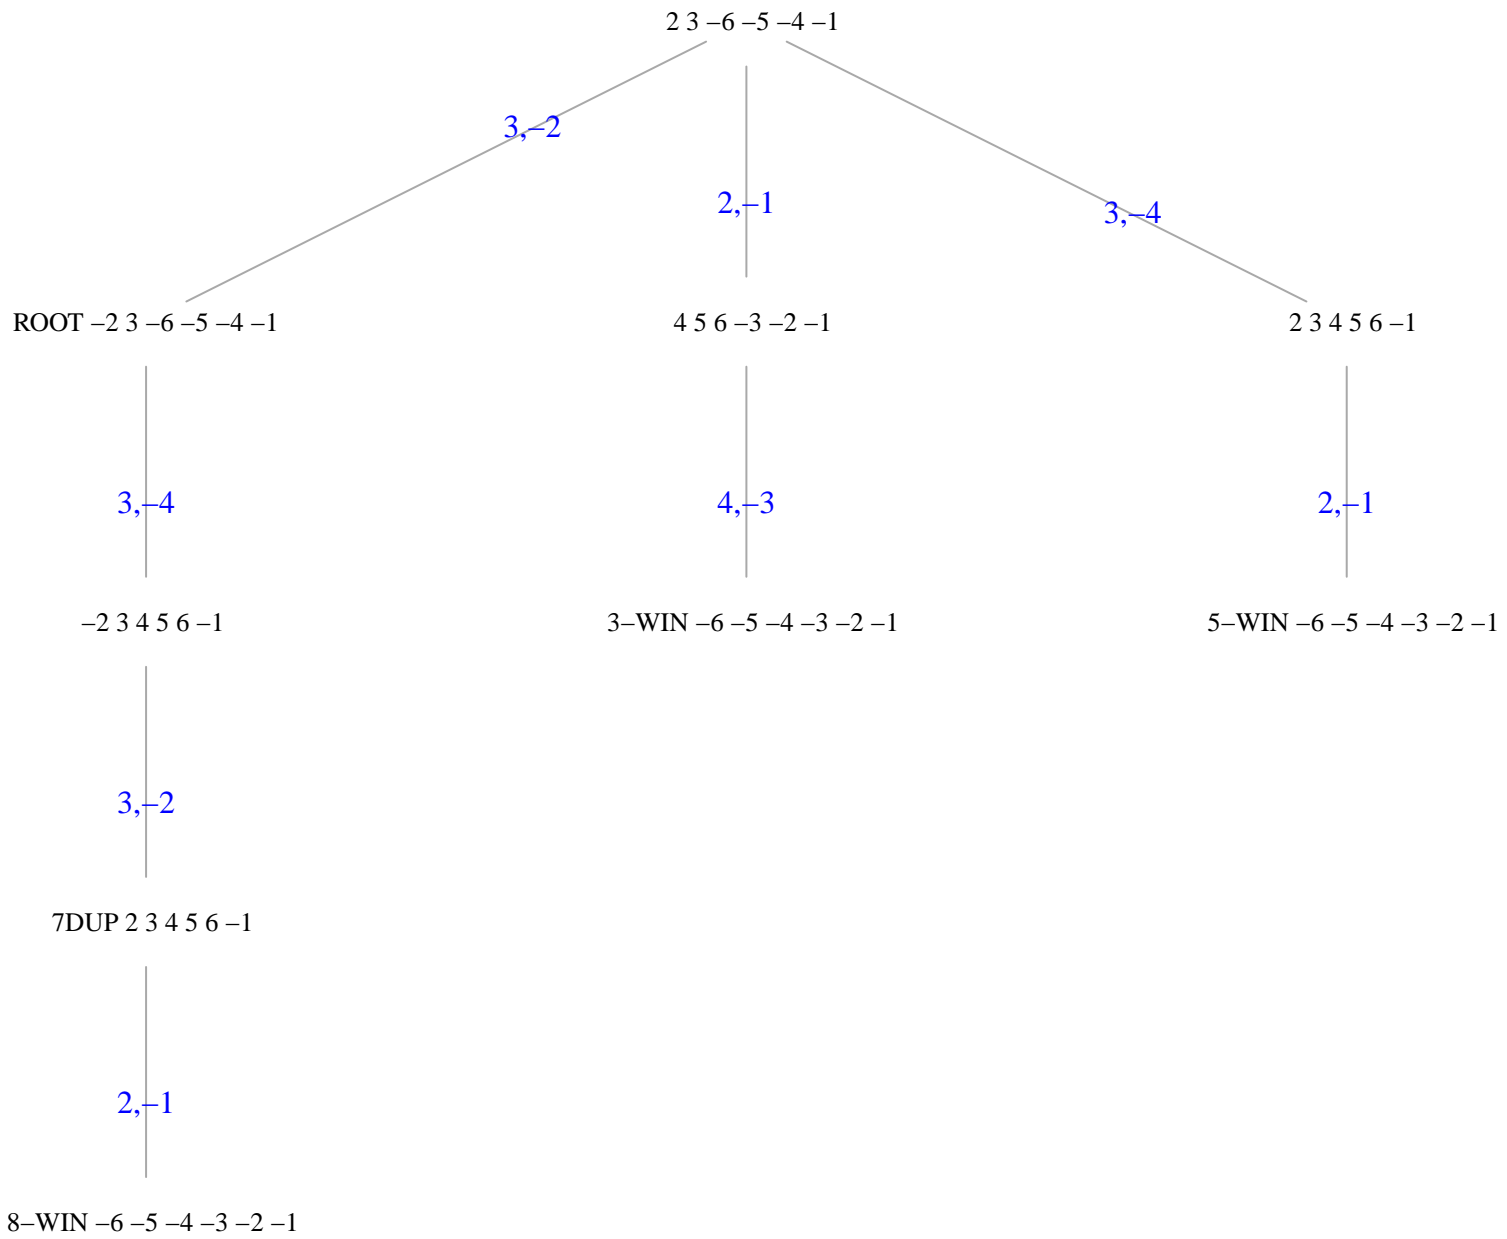 2 3 –6 –5 –4 –1
3,–2
2,–1
3,–4
ROOT –2 3 –6 –5 –4 –1
4 5 6 –3 –2 –1
2 3 4 5 6 –1
3,–4
4,–3
2,–1
–2 3 4 5 6 –1
3–WIN –6 –5 –4 –3 –2 –1
5–WIN –6 –5 –4 –3 –2 –1
3,–2
7DUP 2 3 4 5 6 –1
2,–1
8–WIN –6 –5 –4 –3 –2 –1